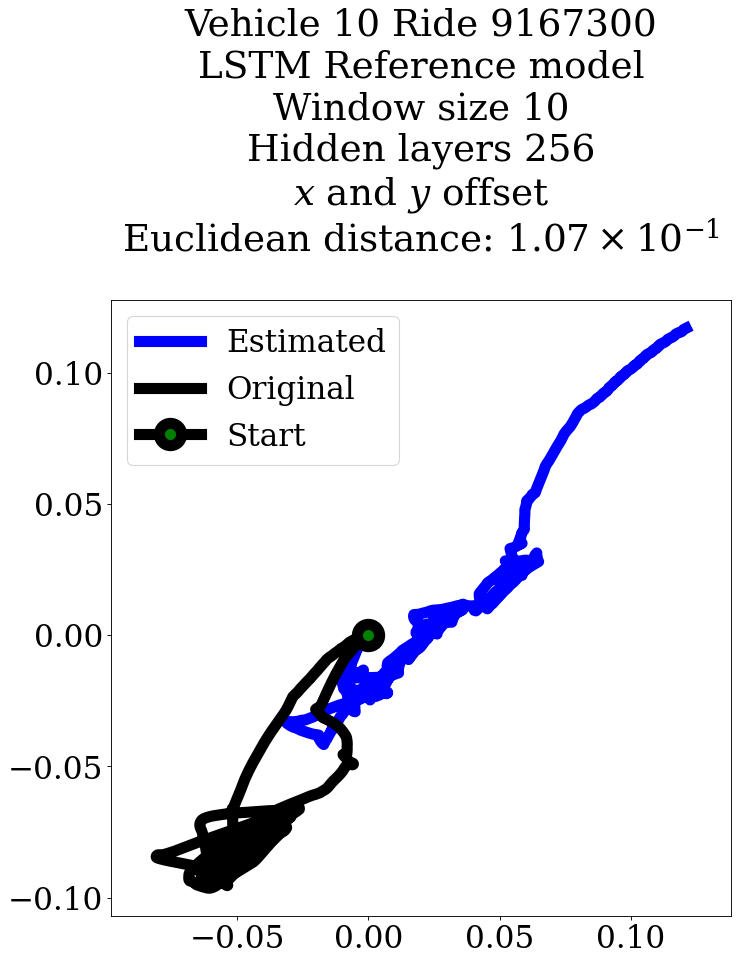 Vehicle 10 Ride 9167300
LSTM Reference model
Window size 10
Hidden layers 256
x and y offset
Euclidean distance: 1.07 × 10⁻¹
Estimated
Original
Start
0.10
0.05
0.00
−0.05
−0.10
−0.05 0.00 0.05 0.10